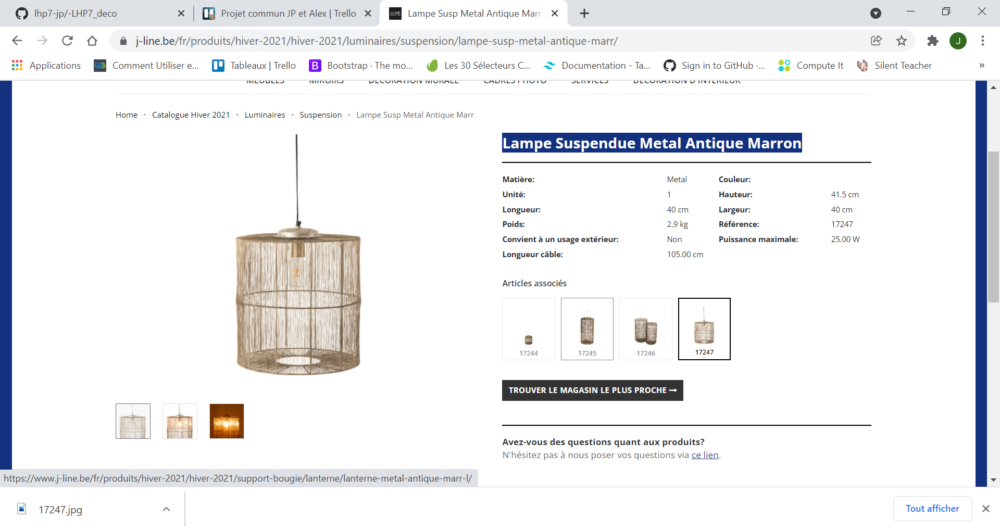 lhp7-jp/-LHP7_deco
Projet commun JP et Alex | Trello
Lampe Susp Metal Antique Marr
j-line.be/fr/produits/hiver-2021/hiver-2021/luminaires/suspension/lampe-susp-metal-antique-marr/
J
Applications
Comment Utiliser e...
Tableaux | Trello
Bootstrap · The mo...
Les 30 Sélecteurs C...
Documentation - Ta...
Sign in to GitHub ·...
Compute It
Silent Teacher
»
MEUBLES MIROIRS DÉCORATION MURALE CADRES PHOTO SERVICES DÉCORATION D'INTÉRIEUR
Home - Catalogue Hiver 2021 - Luminaires - Suspension - Lampe Susp Metal Antique Marr
Lampe Suspendue Metal Antique Marron
Matière: Metal Couleur:
Unité: 1 Hauteur: 41.5 cm
Longueur: 40 cm Largeur: 40 cm
Poids: 2.9 kg Référence: 17247
Convient à un usage extérieur: Non Puissance maximale: 25.00 W
Longueur câble: 105.00 cm
Articles associés
17244 17245 17246 17247
TROUVER LE MAGASIN LE PLUS PROCHE →
Avez-vous des questions quant aux produits?
N'hésitez pas à nous poser vos questions via ce lien.
https://www.j-line.be/fr/produits/hiver-2021/hiver-2021/support-bougie/lanterne/lanterne-metal-antique-marr-l/
17247.jpg
Tout afficher